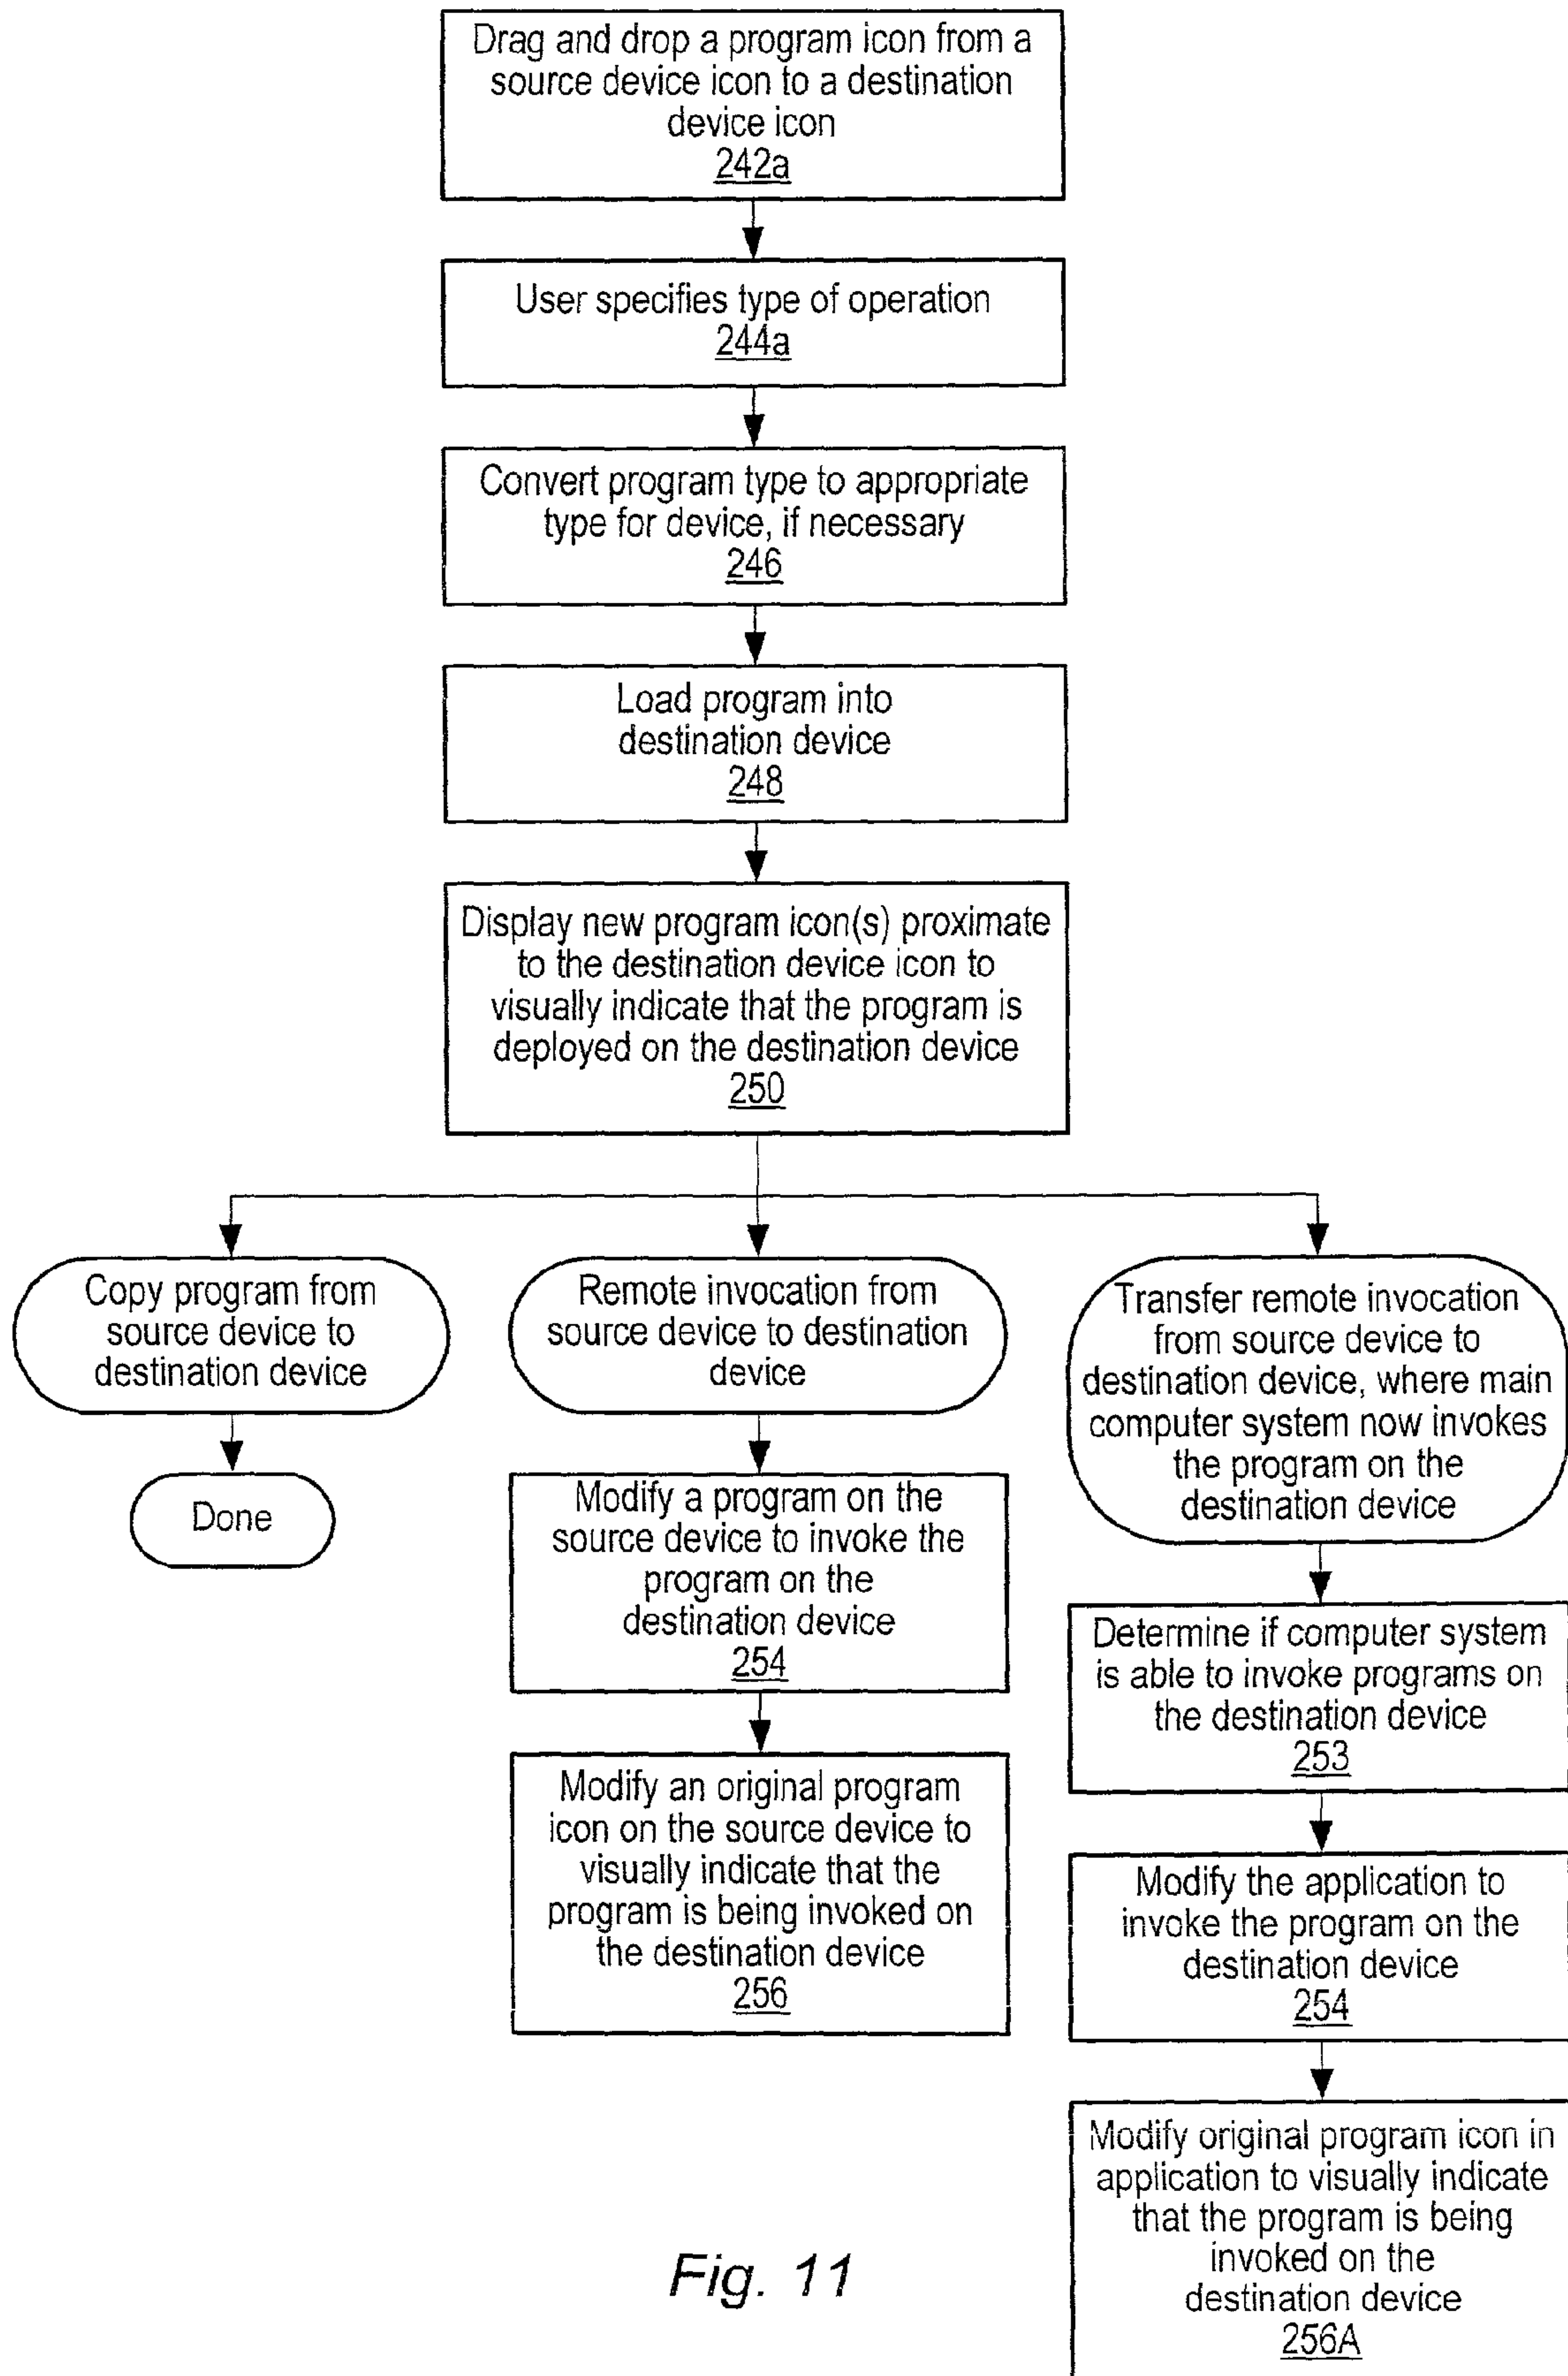 Drag and drop a program icon from a
source device icon to a destination
device icon
242a
User specifies type of operation
244a
Convert program type to appropriate
type for device, if necessary
246
Load program into
destination device
248
Display new program icon(s) proximate
to the destination device icon to
visually indicate that the program is
deployed on the destination device
250
Copy program from
source device to
destination device
Done
Remote invocation from
source device to destination
device
Modify a program on the
source device to invoke the
program on the
destination device
254
Modify an original program
icon on the source device to
visually indicate that the
program is being invoked on
the destination device
256
Transfer remote invocation
from source device to
destination device, where main
computer system now invokes
the program on the
destination device
Determine if computer system
is able to invoke programs on
the destination device
253
Modify the application to
invoke the program on the
destination device
254
Modify original program icon in
application to visually indicate
that the program is being
invoked on the
destination device
256A
Fig. 11